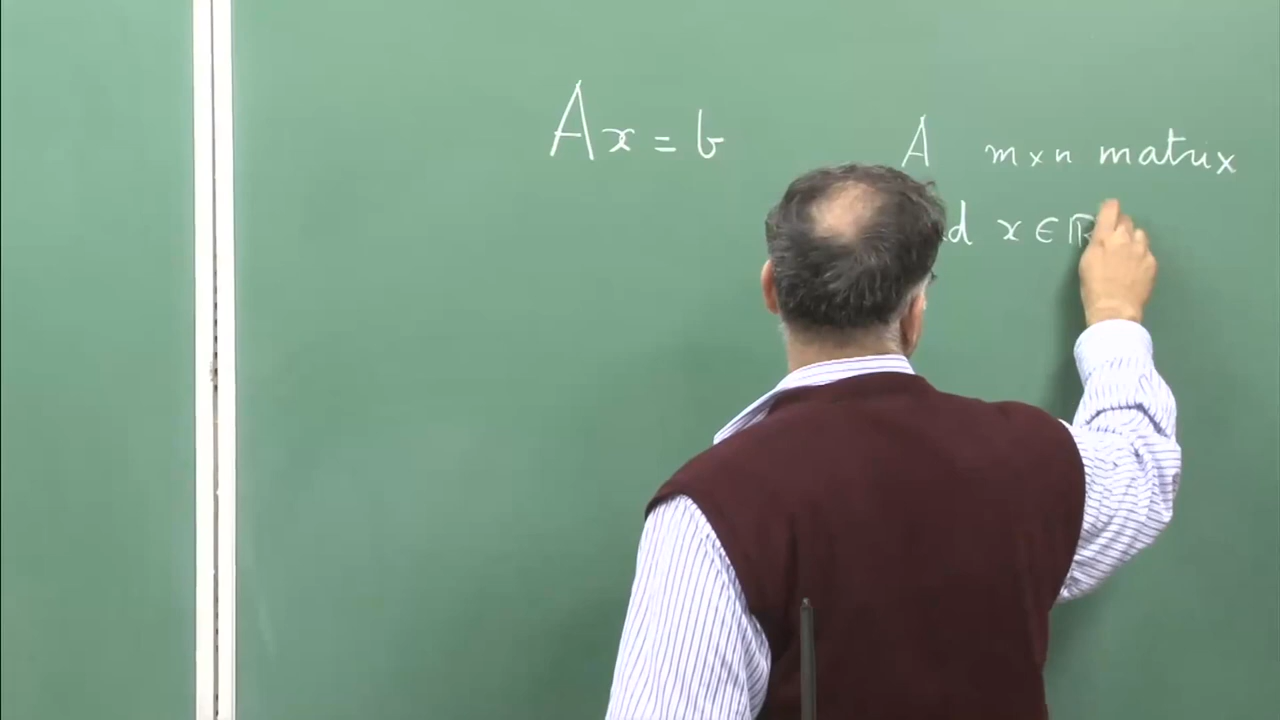 Ax = b
A m×n matrix
x ∈ ℝ